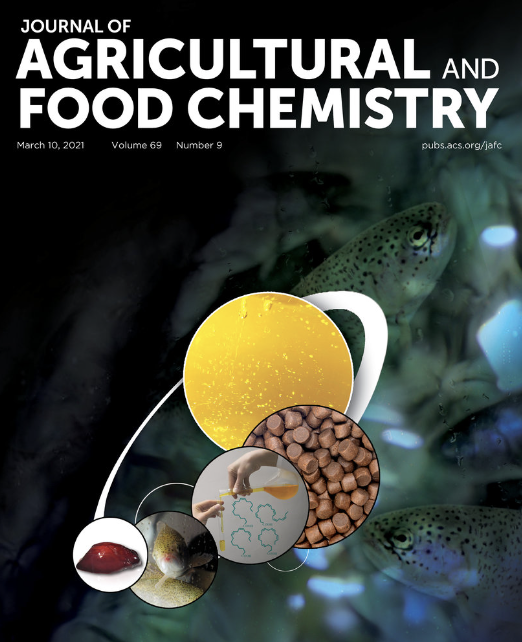 JOURNAL OF
AGRICULTURAL AND
FOOD CHEMISTRY
March 10, 2021 Volume 69 Number 9 pubs.acs.org/jafc